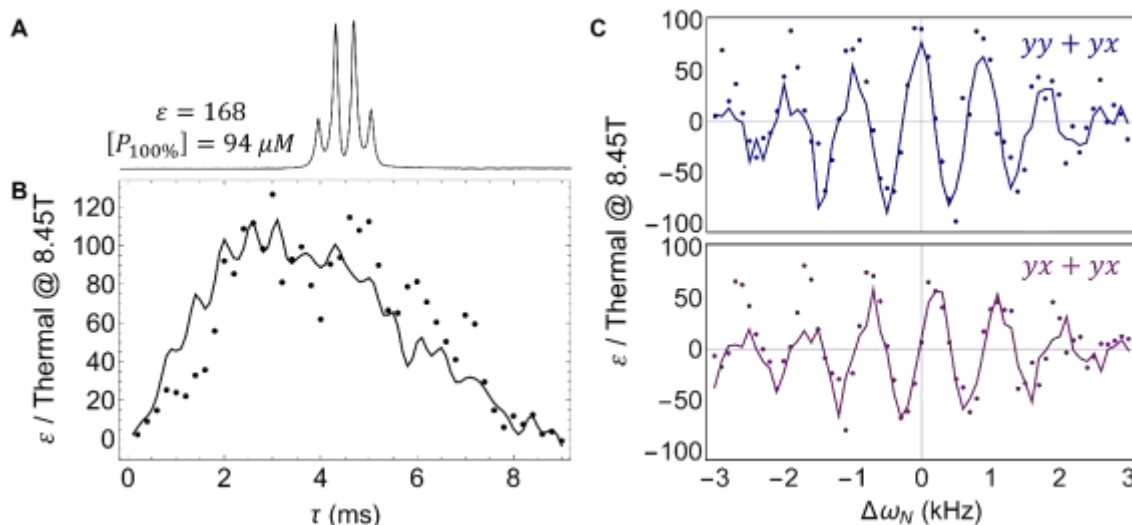 A
ε = 168
[P100%] = 94 μM
B
ε / Thermal @ 8.45T
120
100
80
60
40
20
0
0 2 4 6 8
τ (ms)
C
ε / Thermal @ 8.45T
100
50
0
−50
−100
yy + yx
100
50
0
−50
−100
yx + yx
−3 −2 −1 0 1 2 3
Δω_N (kHz)